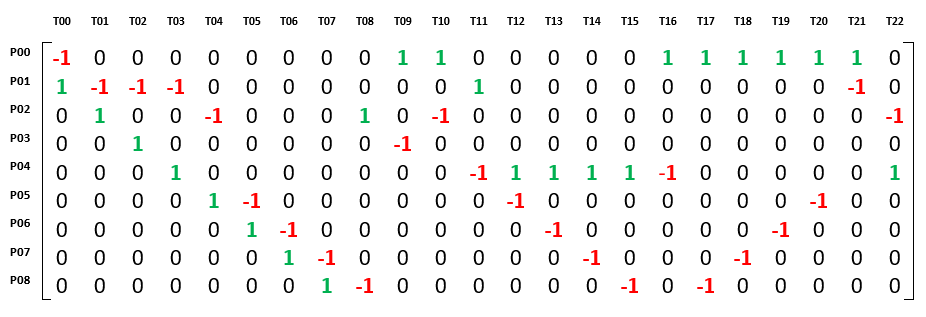 T00 T01 T02 T03 T04 T05 T06 T07 T08 T09 T10 T11 T12 T13 T14 T15 T16 T17 T18 T19 T20 T21 T22
P00 -1 0 0 0 0 0 0 0 0 1 1 0 0 0 0 0 1 1 1 1 1 1 0
P01 1 -1 -1 -1 0 0 0 0 0 0 0 1 0 0 0 0 0 0 0 0 0 -1 0
P02 0 1 0 0 -1 0 0 0 1 0 -1 0 0 0 0 0 0 0 0 0 0 0 -1
P03 0 0 1 0 0 0 0 0 0 -1 0 0 0 0 0 0 0 0 0 0 0 0 0
P04 0 0 0 1 0 0 0 0 0 0 0 -1 1 1 1 1 -1 0 0 0 0 0 1
P05 0 0 0 0 1 -1 0 0 0 0 0 0 -1 0 0 0 0 0 0 0 -1 0 0
P06 0 0 0 0 0 1 -1 0 0 0 0 0 0 -1 0 0 0 0 0 -1 0 0 0
P07 0 0 0 0 0 0 1 -1 0 0 0 0 0 0 -1 0 0 0 -1 0 0 0 0
P08 0 0 0 0 0 0 0 1 -1 0 0 0 0 0 0 -1 0 -1 0 0 0 0 0